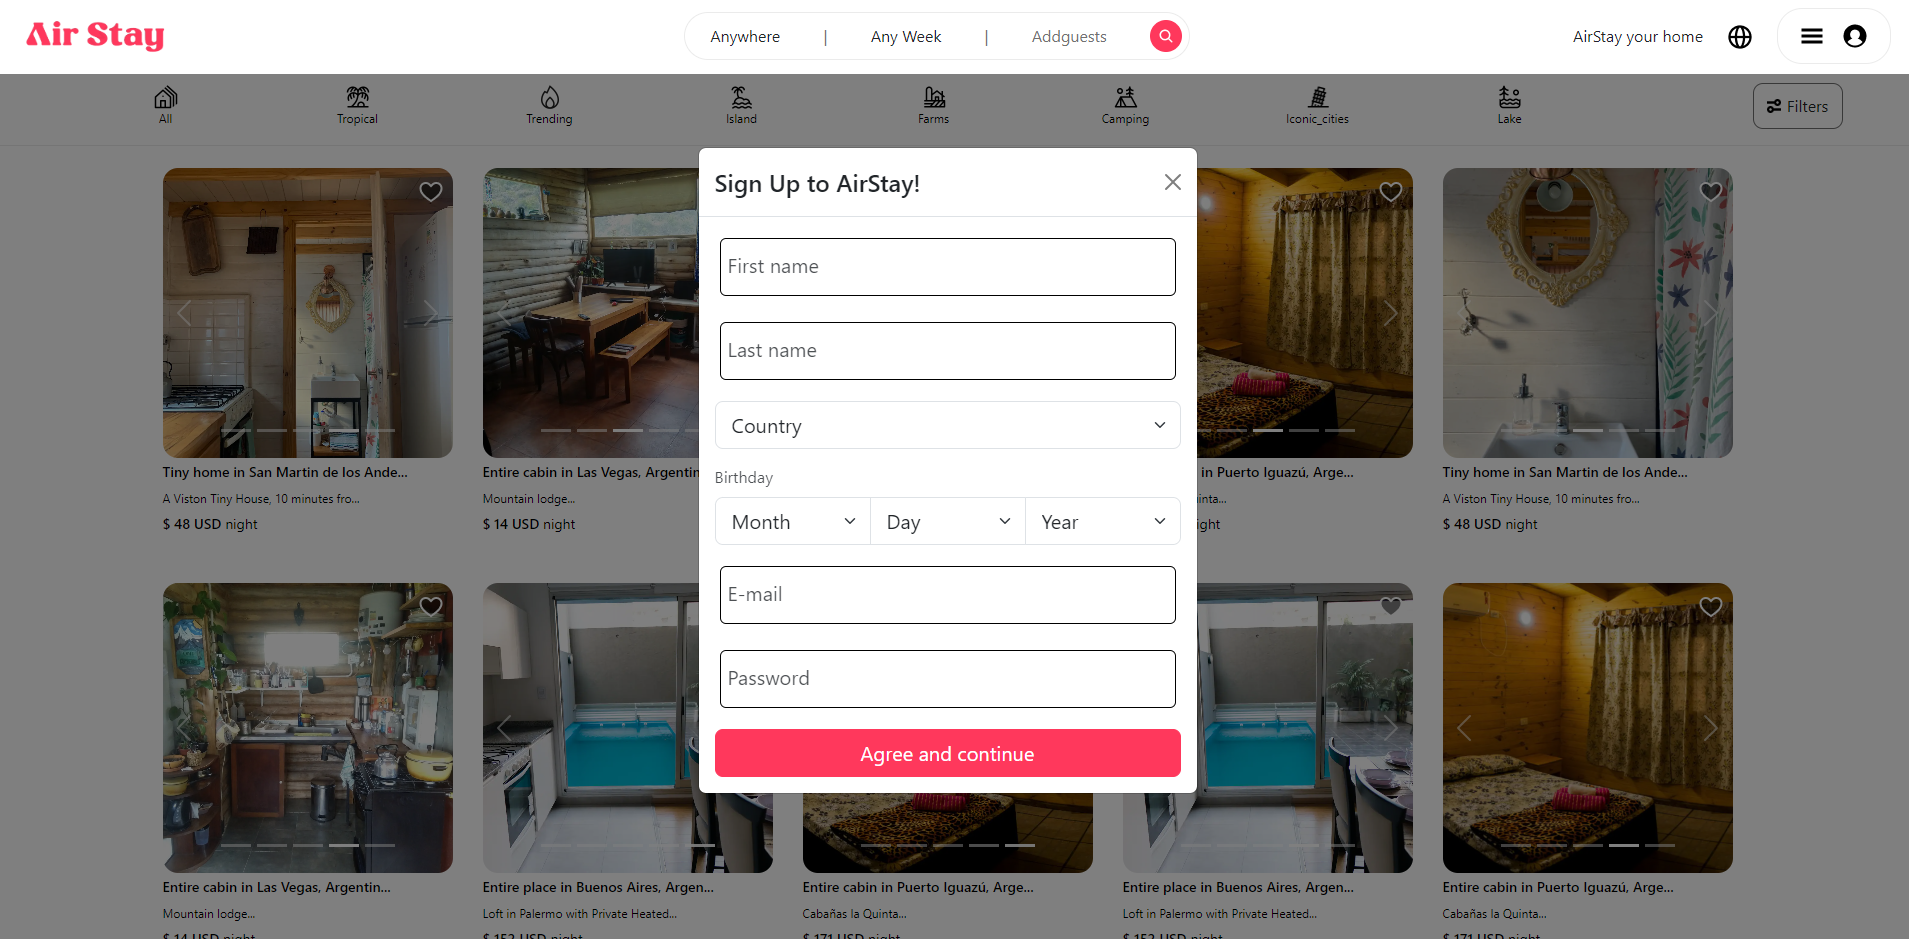 Air Stay
Anywhere | Any Week | Addguests
AirStay your home
All
Tropical
Trending
Island
Farms
Camping
Iconic_cities
Lake
Filters
Sign Up to AirStay!
First name
Last name
Country
Birthday
Month
Day
Year
E-mail
Password
Agree and continue
Tiny home in San Martin de los Ande...
A Viston Tiny House, 10 minutes fro...
$ 48 USD night
Entire cabin in Las Vegas, Argentin
Mountain lodge...
$ 14 USD night
in Puerto Iguazú, Arge...
inta...
ight
Tiny home in San Martin de los Ande...
A Viston Tiny House, 10 minutes fro...
$ 48 USD night
Entire cabin in Las Vegas, Argentin...
Mountain lodge...
$ 14 USD night
Entire place in Buenos Aires, Argen...
Loft in Palermo with Private Heated...
$ 152 USD night
Entire cabin in Puerto Iguazú, Arge...
Cabañas la Quinta...
$ 171 USD night
Entire place in Buenos Aires, Argen...
Loft in Palermo with Private Heated...
$ 152 USD night
Entire cabin in Puerto Iguazú, Arge...
Cabañas la Quinta...
$ 171 USD night